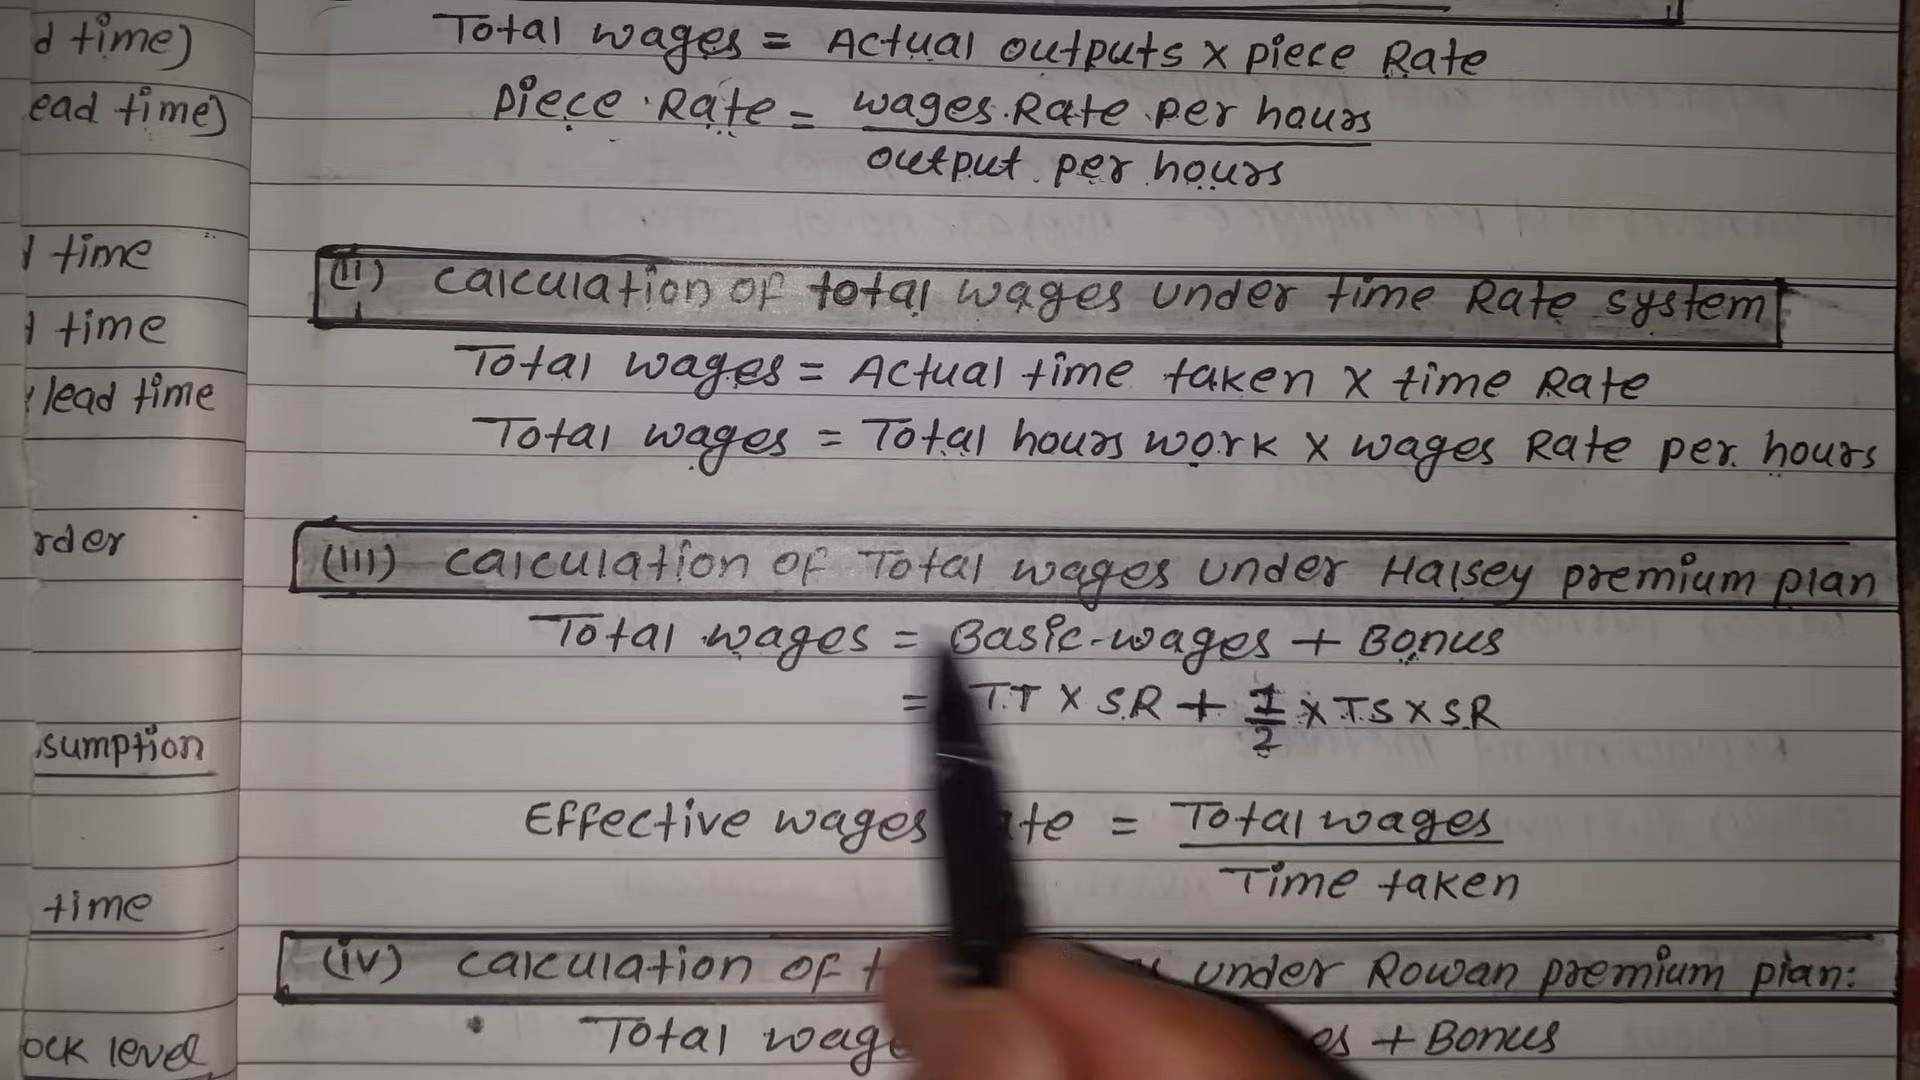 d time)
ead time)
time
time
lead time
rder
sumption
time
ock level
Total wages = Actual outputs x piece Rate
piece Rate = wages Rate per hours
output per hours
(ii) calculation of total wages under time Rate system
Total wages = Actual time taken x time Rate
Total wages = Total hours work x wages Rate per hours
(iii) calculation of Total wages under Halsey premium plan
Total wages = Basic wages + Bonus
= T.T x S.R + 1/2 x T.S x S.R
Effective wages te = Total wages
Time taken
(iv) calculation of under Rowan premium plan:
Total + Bonus